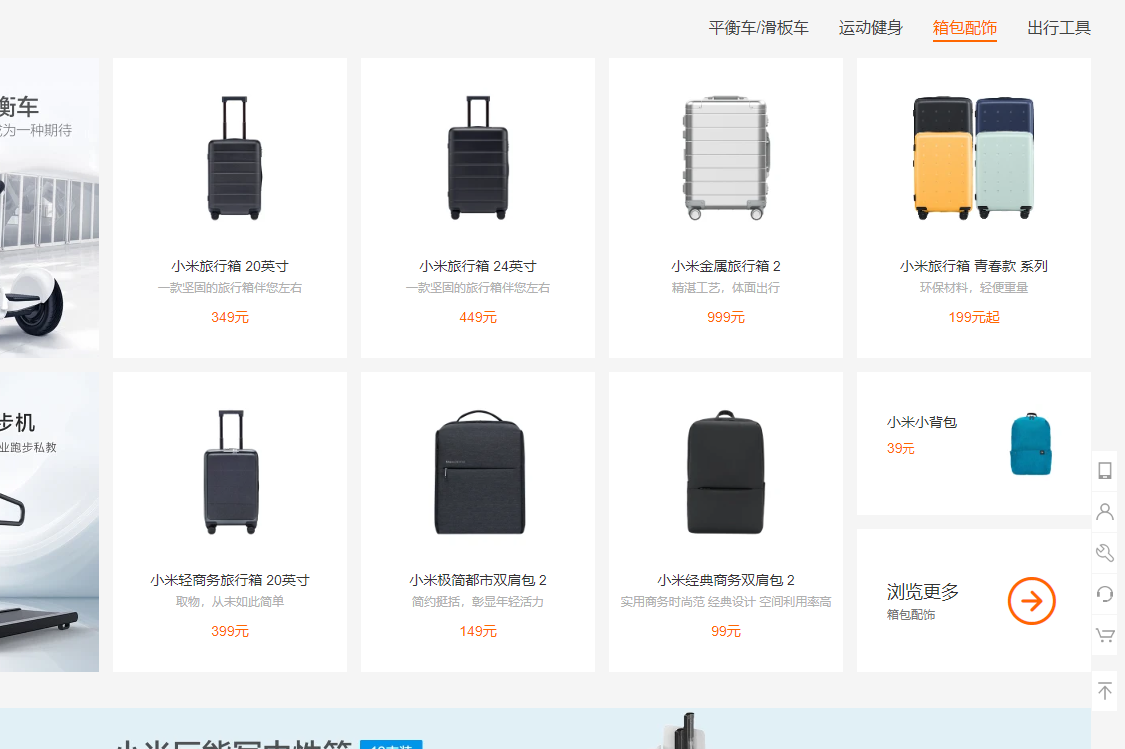 平衡车/滑板车 运动健身 箱包配饰 出行工具
衡车
成为一种期待
小米旅行箱 20英寸
一款坚固的旅行箱伴您左右
349元
小米旅行箱 24英寸
一款坚固的旅行箱伴您左右
449元
小米金属旅行箱 2
精湛工艺，体面出行
999元
小米旅行箱 青春款 系列
环保材料，轻便重量
199元起
步机
业跑步私教
小米轻商务旅行箱 20英寸
取物，从未如此简单
399元
小米极简都市双肩包 2
简约挺括，彰显年轻活力
149元
小米经典商务双肩包 2
实用商务时尚范 经典设计 空间利用率高
99元
小米小背包
39元
浏览更多
箱包配饰
小米巨能写中性笔